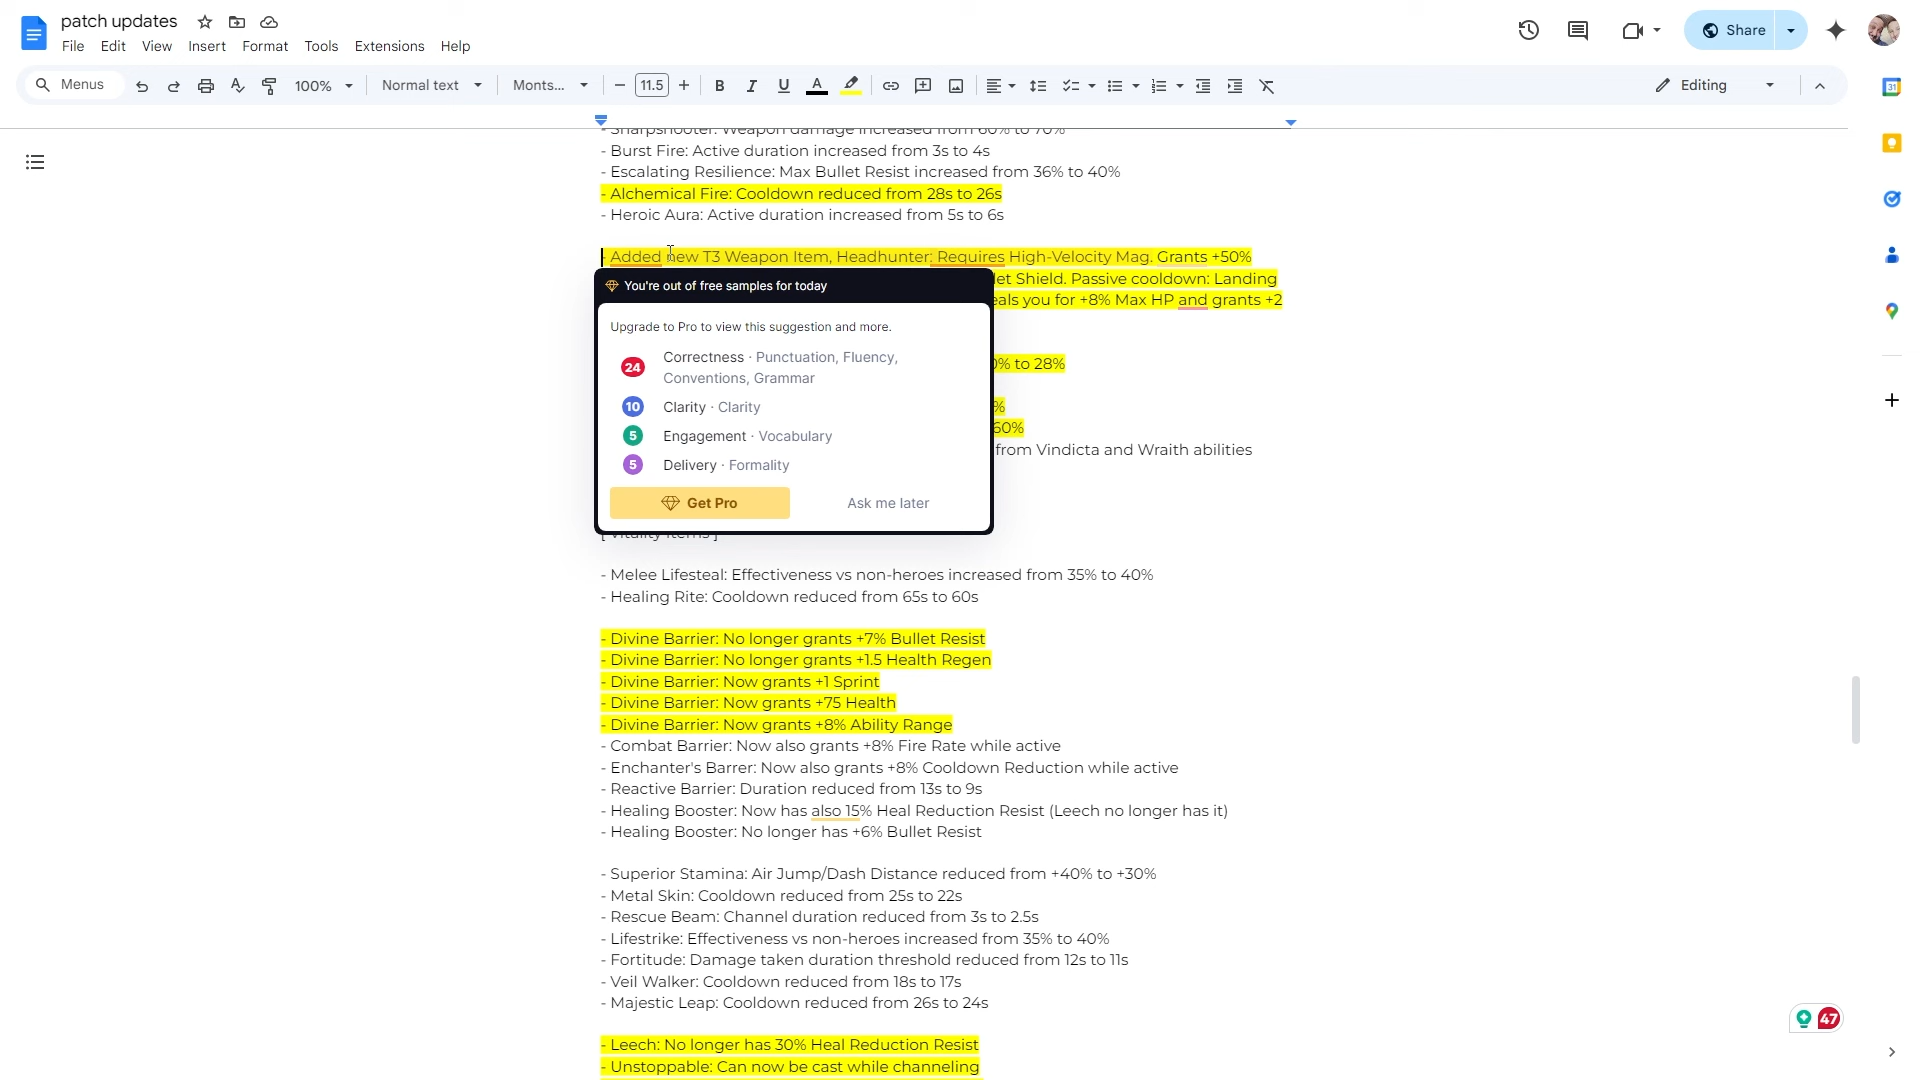 patch updates
File Edit View Insert Format Tools Extensions Help
Share
Menus 100% Normal text Monts... 11.5 Editing
- Sharpshooter: Weapon damage increased from 60% to 70%
- Burst Fire: Active duration increased from 3s to 4s
- Escalating Resilience: Max Bullet Resist increased from 36% to 40%
- Alchemical Fire: Cooldown reduced from 28s to 26s
- Heroic Aura: Active duration increased from 5s to 6s
- Added new T3 Weapon Item, Headhunter: Requires High-Velocity Mag. Grants +50%
let Shield. Passive cooldown: Landing
eals you for +8% Max HP and grants +2
You're out of free samples for today
Upgrade to Pro to view this suggestion and more.
24 Correctness · Punctuation, Fluency,
Conventions, Grammar
10 Clarity · Clarity
5 Engagement · Vocabulary
5 Delivery · Formality
Get Pro Ask me later
0% to 28%
%
60%
from Vindicta and Wraith abilities
[ Vitality Items ]
- Melee Lifesteal: Effectiveness vs non-heroes increased from 35% to 40%
- Healing Rite: Cooldown reduced from 65s to 60s
- Divine Barrier: No longer grants +7% Bullet Resist
- Divine Barrier: No longer grants +1.5 Health Regen
- Divine Barrier: Now grants +1 Sprint
- Divine Barrier: Now grants +75 Health
- Divine Barrier: Now grants +8% Ability Range
- Combat Barrier: Now also grants +8% Fire Rate while active
- Enchanter's Barrer: Now also grants +8% Cooldown Reduction while active
- Reactive Barrier: Duration reduced from 13s to 9s
- Healing Booster: Now has also 15% Heal Reduction Resist (Leech no longer has it)
- Healing Booster: No longer has +6% Bullet Resist
- Superior Stamina: Air Jump/Dash Distance reduced from +40% to +30%
- Metal Skin: Cooldown reduced from 25s to 22s
- Rescue Beam: Channel duration reduced from 3s to 2.5s
- Lifestrike: Effectiveness vs non-heroes increased from 35% to 40%
- Fortitude: Damage taken duration threshold reduced from 12s to 11s
- Veil Walker: Cooldown reduced from 18s to 17s
- Majestic Leap: Cooldown reduced from 26s to 24s
- Leech: No longer has 30% Heal Reduction Resist
- Unstoppable: Can now be cast while channeling
31
47